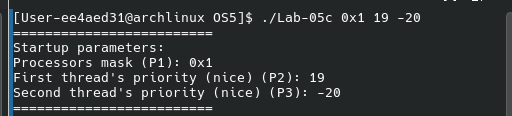 [User-ee4aed31@archlinux OS5]$ ./Lab-05c 0x1 19 -20
=========================
Startup parameters:
Processors mask (P1): 0x1
First thread's priority (nice) (P2): 19
Second thread's priority (nice) (P3): -20
=========================